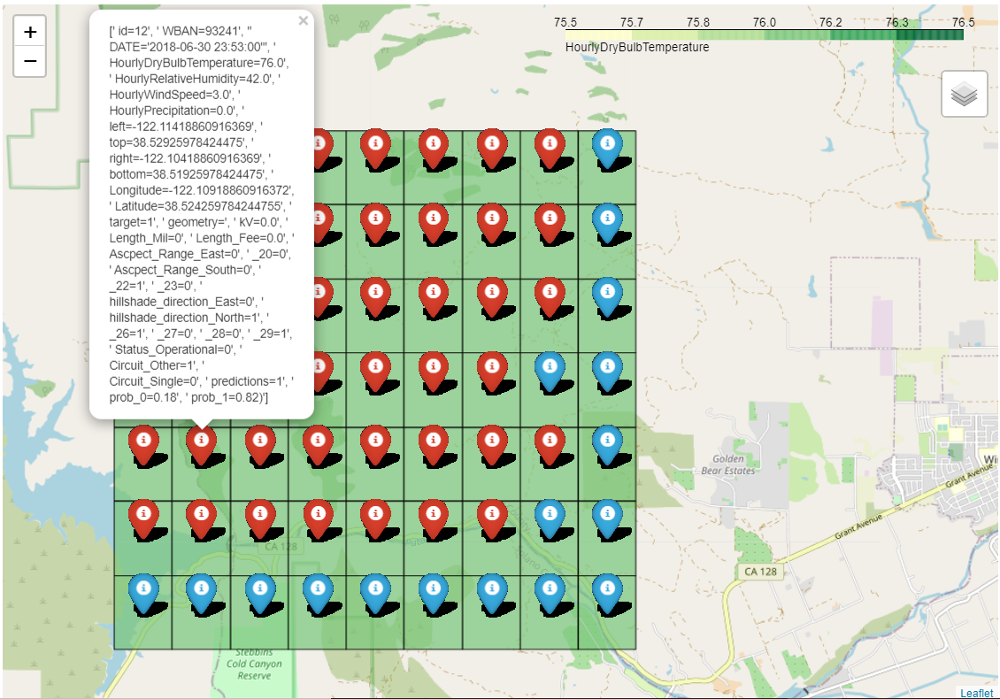 +
−
×
[' id=12', ' WBAN=93241', "
DATE='2018-06-30 23:53:00'", '
HourlyDryBulbTemperature=76.0',
' HourlyRelativeHumidity=42.0', '
HourlyWindSpeed=3.0', '
HourlyPrecipitation=0.0', '
left=-122.11418860916369', '
top=38.52925978424475', '
right=-122.10418860916369', '
bottom=38.51925978424475', '
Longitude=-122.10918860916372',
' Latitude=38.524259784244755', '
target=1', ' geometry=', ' kV=0.0', '
Length_Mil=0', ' Length_Fee=0.0', '
Ascpect_Range_East=0', ' _20=0',
' Ascpect_Range_South=0', '
_22=1', ' _23=0', '
hillshade_direction_East=0', '
hillshade_direction_North=1', '
_26=1', ' _27=0', ' _28=0', ' _29=1',
' Status_Operational=0', '
Circuit_Other=1', '
Circuit_Single=0', ' predictions=1', '
prob_0=0.18', ' prob_1=0.82)']
75.5 75.7 75.8 76.0 76.2 76.3 76.5
HourlyDryBulbTemperature
Golden
Bear Estates
Wi
Grant Avenue
Grant Avenue
CA 128
CA 128
Stebbins
Cold Canyon
Reserve
Leaflet